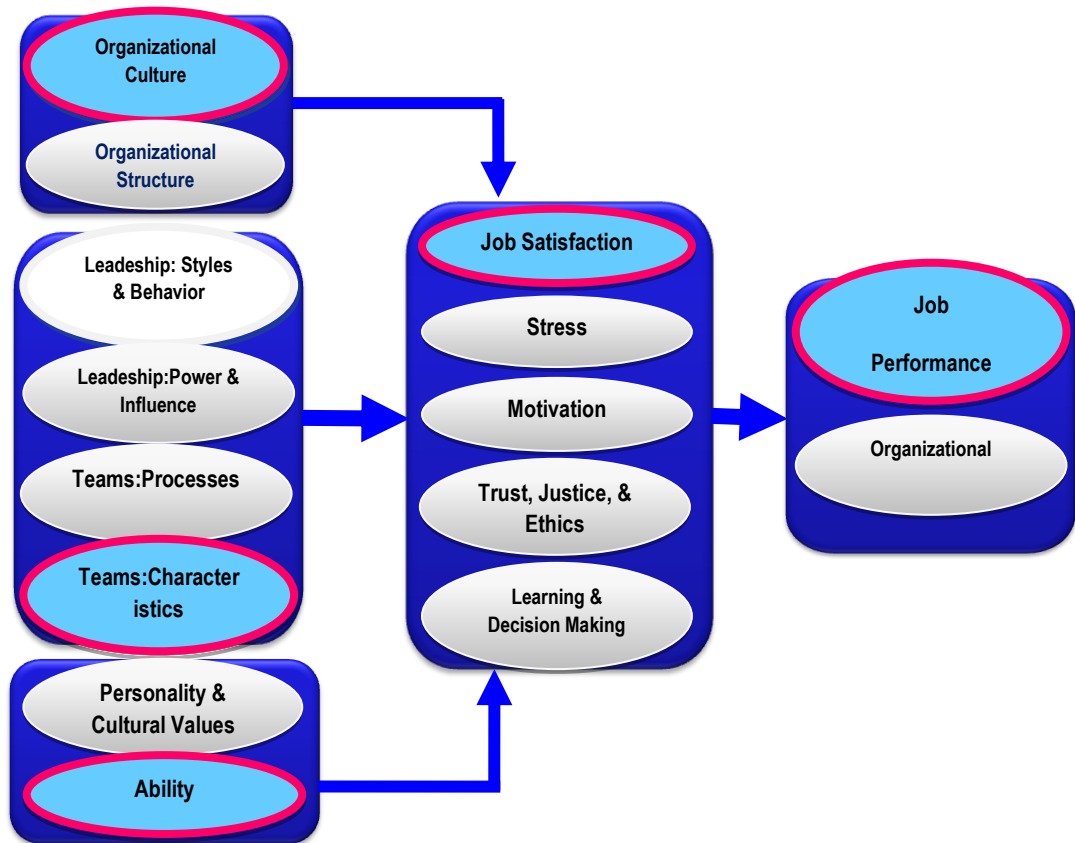 Organizational
Culture
Organizational
Structure
Leadeship: Styles
& Behavior
Leadeship:Power &
Influence
Teams:Processes
Teams:Character
istics
Personality &
Cultural Values
Ability
Job Satisfaction
Stress
Motivation
Trust, Justice, &
Ethics
Learning &
Decision Making
Job
Performance
Organizational